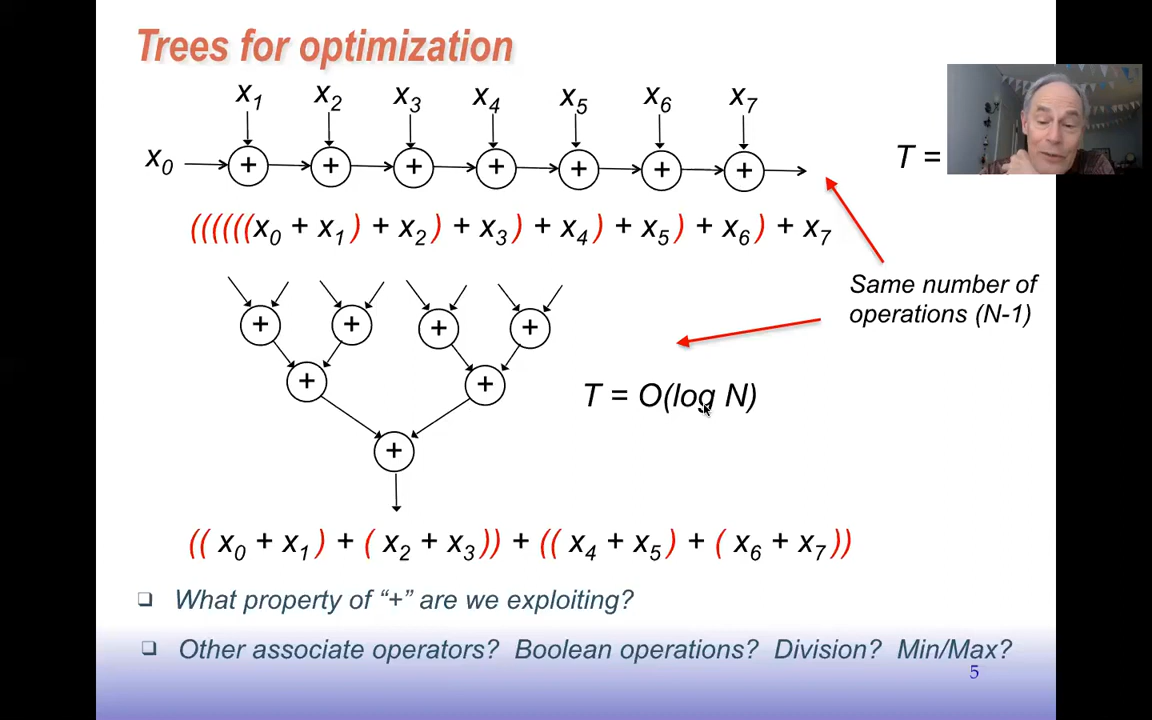 Trees for optimization
x1 x2 x3 x4 x5 x6 x7
x0 + + + + + + + T =
((((((x0 + x1) + x2) + x3) + x4) + x5) + x6) + x7
Same number of
operations (N-1)
+ + + +
+ +
T = O(log N)
+
((x0 + x1) + (x2 + x3)) + ((x4 + x5) + (x6 + x7))
What property of “+” are we exploiting?
Other associate operators? Boolean operations? Division? Min/Max?
5